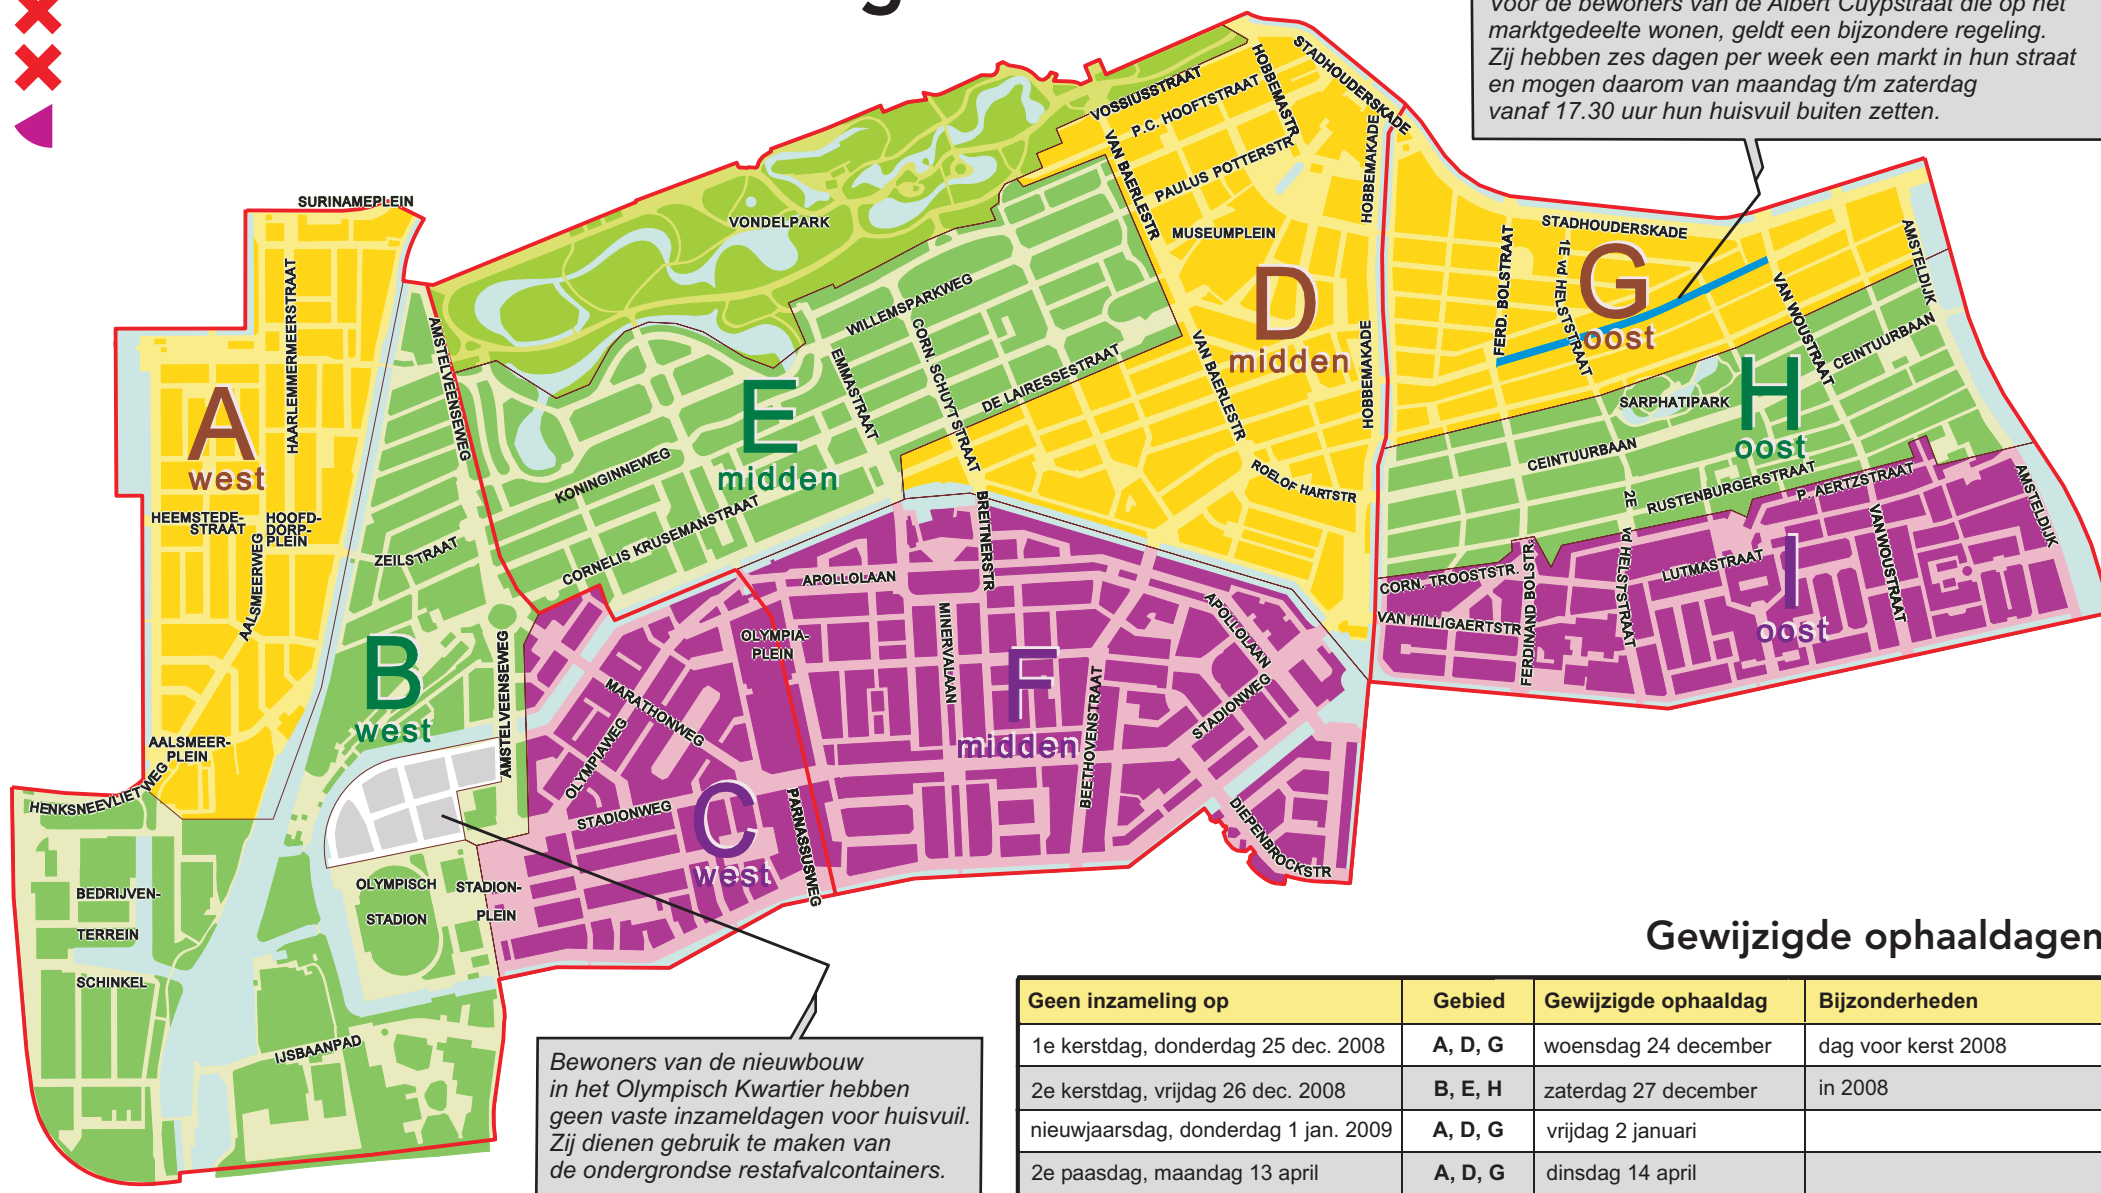 g
Voor de bewoners van de Albert Cuypstraat die op het
marktgedeelte wonen, geldt een bijzondere regeling.
Zij hebben zes dagen per week een markt in hun straat
en mogen daarom van maandag t/m zaterdag
vanaf 17.30 uur hun huisvuil buiten zetten.
SURINAMEPLEIN
HAARLEMMERMEERSTRAAT
A
west
HEEMSTEDE-
STRAAT
HOOFD-
DORP-
PLEIN
AALSMEERWEG
AALSMEER-
PLEIN
HENKSNEEVLIETWEG
BEDRIJVEN-
TERREIN
SCHINKEL
AMSTELVEENSEWEG
ZEILSTRAAT
B
west
AMSTELVEENSEWEG
OLYMPISCH
STADION
STADION-
PLEIN
IJSBAANPAD
VONDELPARK
WILLEMSPARKWEG
CORN. SCHUYTSTRAAT
EMMASTRAAT
DE LAIRESSESTRAAT
E
midden
KONINGINNEWEG
CORNELIS KRUSEMANSTRAAT
VOSSIUSSTRAAT
P.C. HOOFTSTRAAT
HOBBEMASTR
STADHOUDERSKADE
VAN BAERLESTR
PAULUS POTTERSTR
HOBBEMAKADE
MUSEUMPLEIN
D
midden
VAN BAERLESTR
HOBBEMAKADE
ROELOF HARTSTR
STADHOUDERSKADE
FERD. BOLSTRAAT
1E vd HELSTSTRAAT
G
oost
VAN WOUSTRAAT
AMSTELDIJK
CEINTUURBAAN
SARPHATIPARK
H
oost
CEINTUURBAAN
RUSTENBURGERSTRAAT
P. AERTZSTRAAT
2E vd HELSTSTRAAT
AMSTELDIJK
VAN WOUSTRAAT
LUTMASTRAAT
I
oost
CORN. TROOSTSTR.
VAN HILLIGAERTSTR
FERDINAND BOLSTR.
BREITNERSTR
APOLLOLAAN
MINERVALAAN
OLYMPIA-
PLEIN
F
midden
BEETHOVENSTRAAT
APOLLOLAAN
STADIONWEG
DIEPENBROCKSTR
MARATHONWEG
OLYMPIAWEG
STADIONWEG
C
west
PARNASSUSWEG
Bewoners van de nieuwbouw
in het Olympisch Kwartier hebben
geen vaste inzameldagen voor huisvuil.
Zij dienen gebruik te maken van
de ondergrondse restafvalcontainers.
Gewijzigde ophaaldagen
Geen inzameling op Gebied Gewijzigde ophaaldag Bijzonderheden
1e kerstdag, donderdag 25 dec. 2008 A, D, G woensdag 24 december dag voor kerst 2008
2e kerstdag, vrijdag 26 dec. 2008 B, E, H zaterdag 27 december in 2008
nieuwjaarsdag, donderdag 1 jan. 2009 A, D, G vrijdag 2 januari
2e paasdag, maandag 13 april A, D, G dinsdag 14 april